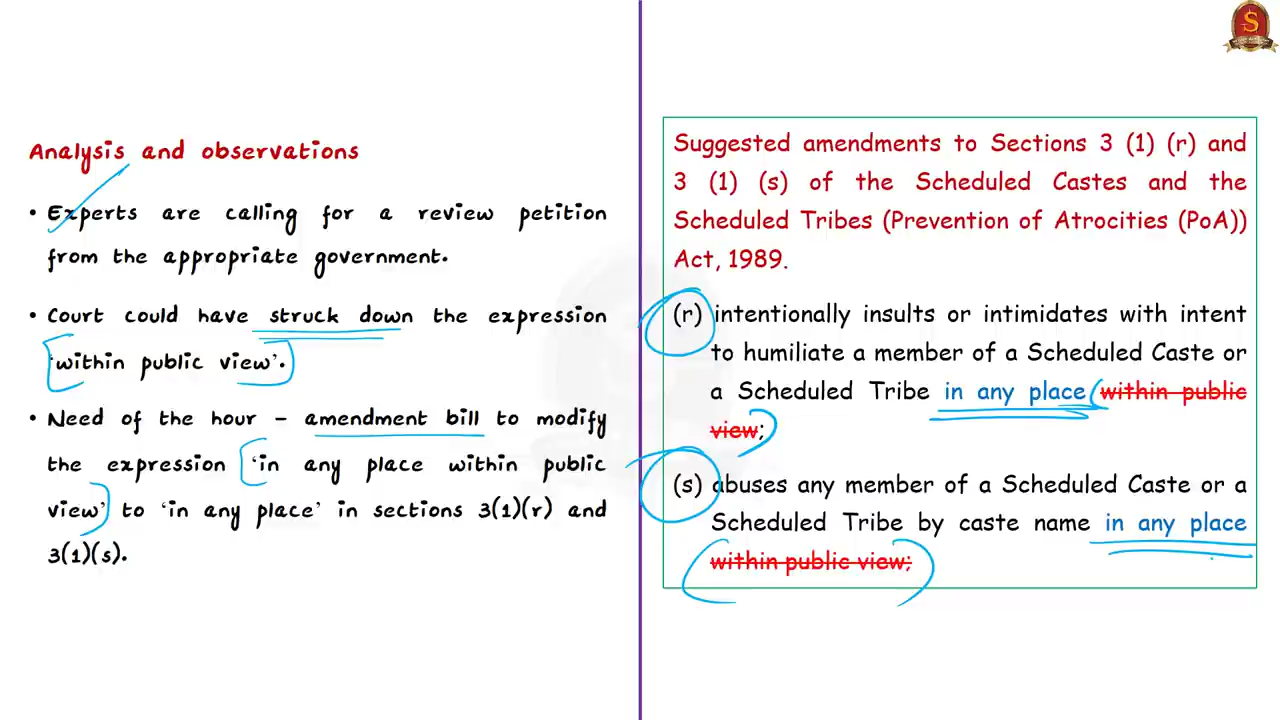 Analysis and observations
• Experts are calling for a review petition
from the appropriate government.
• Court could have struck down the expression
'within public view'.
• Need of the hour – amendment bill to modify
the expression 'in any place within public
view' to 'in any place' in sections 3(1)(r) and
3(1)(s).
Suggested amendments to Sections 3 (1) (r) and
3 (1) (s) of the Scheduled Castes and the
Scheduled Tribes (Prevention of Atrocities (PoA))
Act, 1989.
(r) intentionally insults or intimidates with intent
to humiliate a member of a Scheduled Caste or
a Scheduled Tribe in any place within public
view;
(s) abuses any member of a Scheduled Caste or a
Scheduled Tribe by caste name in any place
within public view;